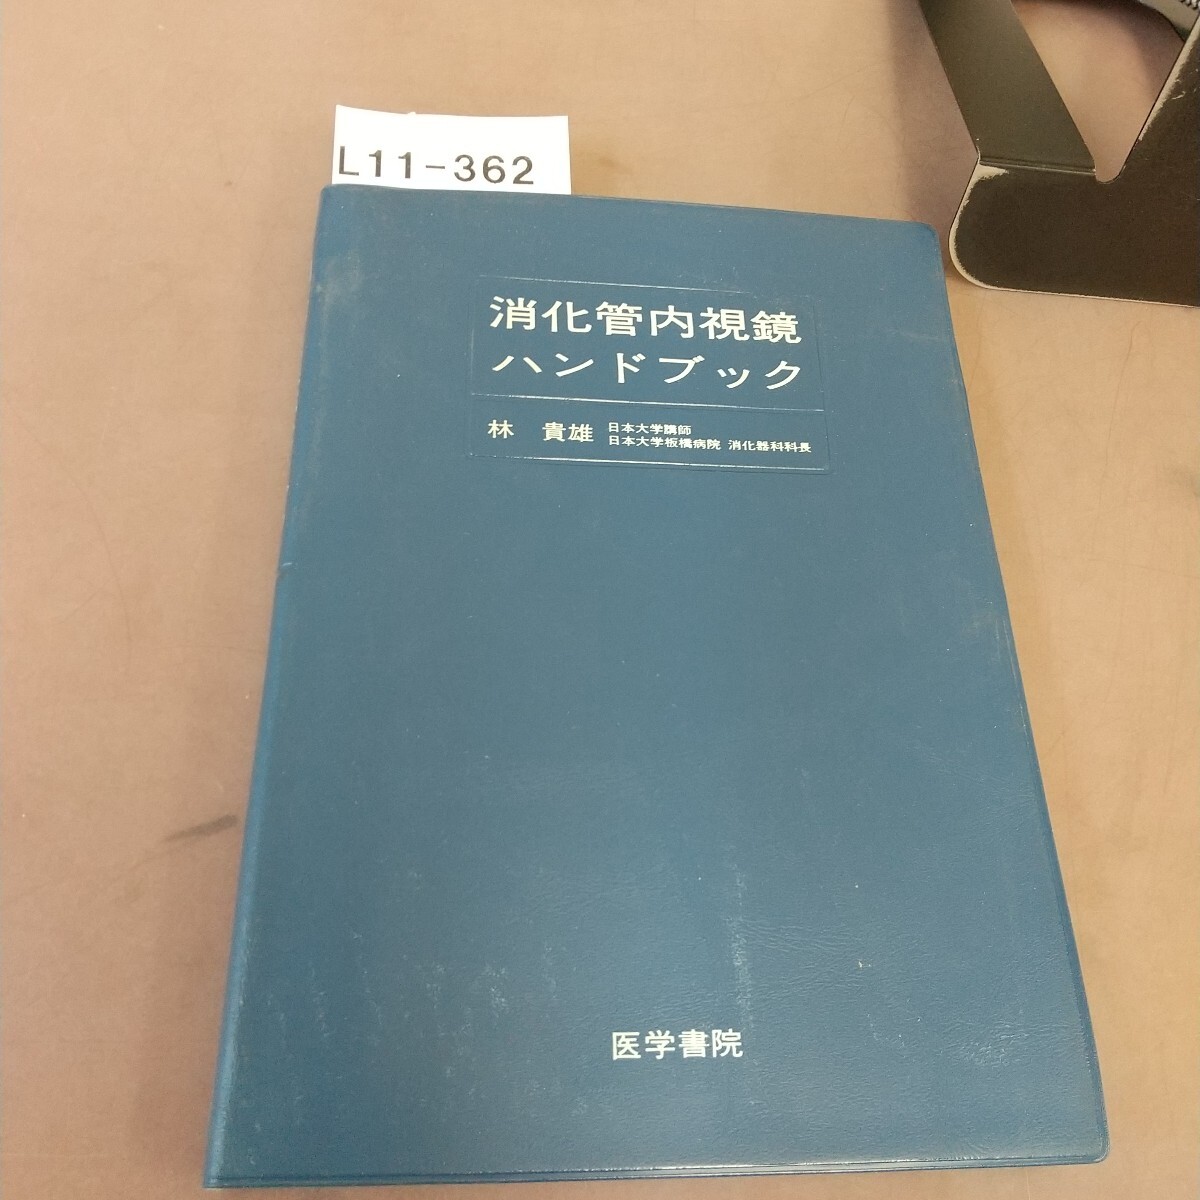 L11-362
消化管内視鏡
ハンドブック
林 貴雄 日本大学講師
日本大学板橋病院 消化器科科長
医学書院